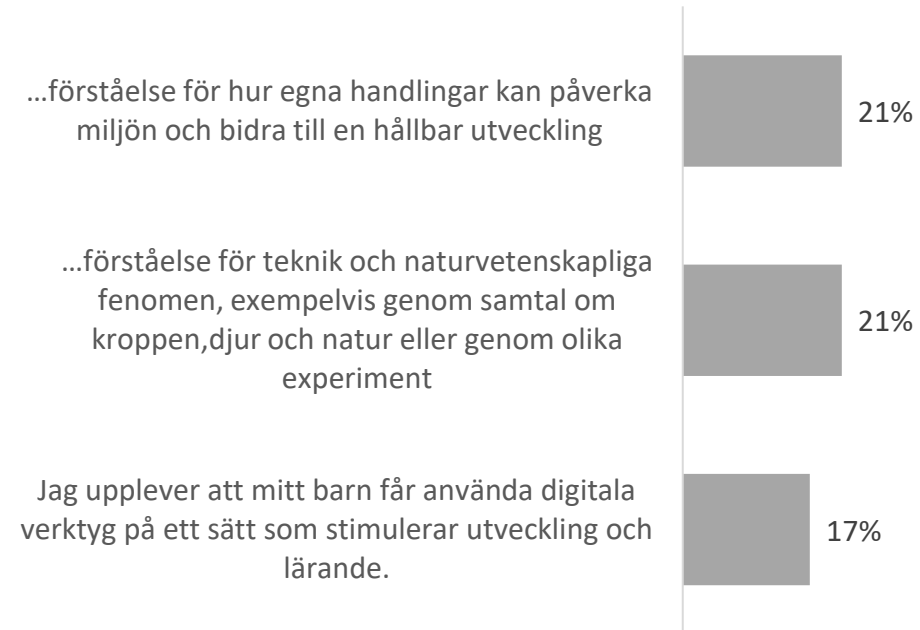 ...förståelse för hur egna handlingar kan påverka
miljön och bidra till en hållbar utveckling
21%
...förståelse för teknik och naturvetenskapliga
fenomen, exempelvis genom samtal om
kroppen,djur och natur eller genom olika
experiment
21%
Jag upplever att mitt barn får använda digitala
verktyg på ett sätt som stimulerar utveckling och
lärande.
17%